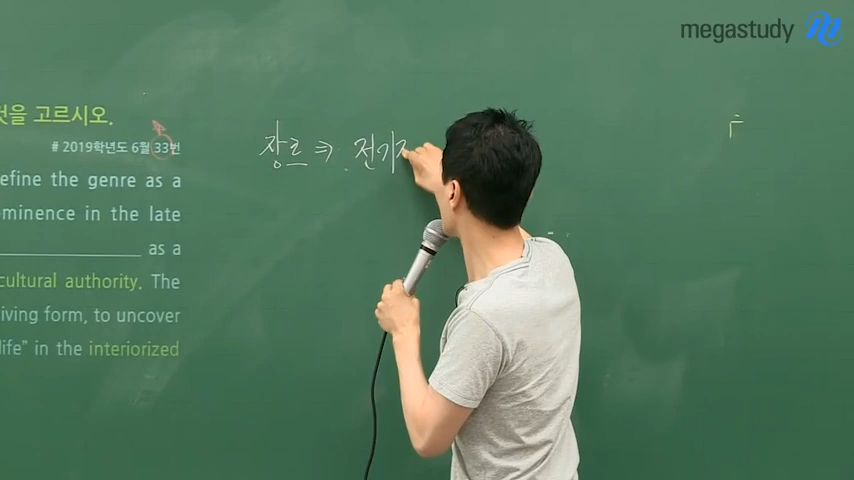 megastudy
것을 고르시오.
# 2019학년도 6월 33번
efine the genre as a
ominence in the late
as a
cultural authority. The
iving form, to uncover
life” in the interiorized
장르 ⇒ 전기